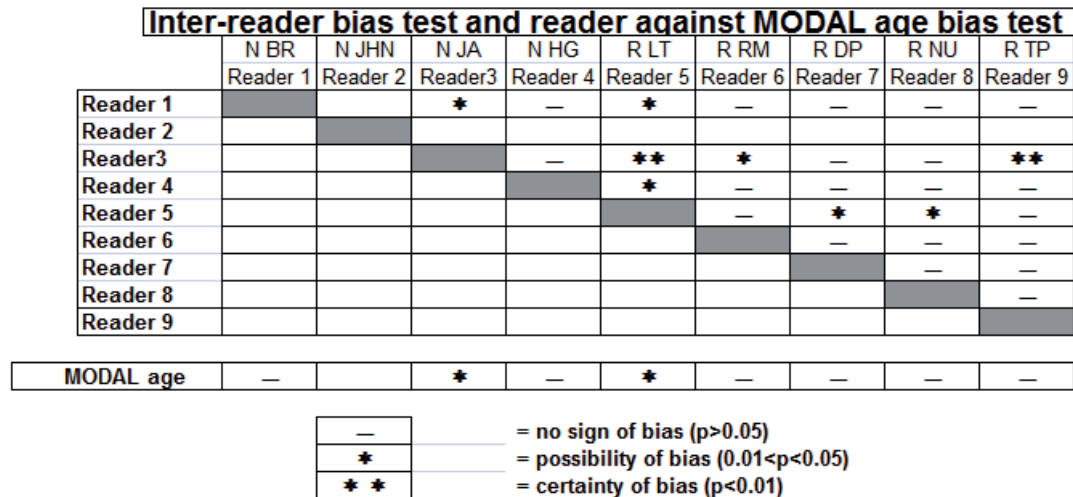 Inter-reader bias test and reader against MODAL age bias test
N BR N JHN N JA N HG R LT R RM R DP R NU R TP
Reader 1 Reader 2 Reader3 Reader 4 Reader 5 Reader 6 Reader 7 Reader 8 Reader 9
Reader 1 * – * – – – –
Reader 2
Reader3 – ** * – – **
Reader 4 * – – – –
Reader 5 – * * –
Reader 6 – – –
Reader 7 – –
Reader 8 –
Reader 9
MODAL age – * – * – – – –
– = no sign of bias (p>0.05)
* = possibility of bias (0.01<p<0.05)
* * = certainty of bias (p<0.01)